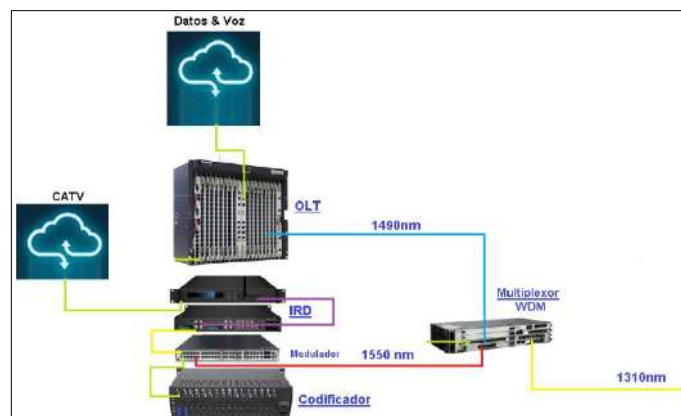 Datos & Voz
CATV
OLT
1490nm
IRD
Multiplexor
WDM
Modulador
1550 nm
1310nm
Codificador